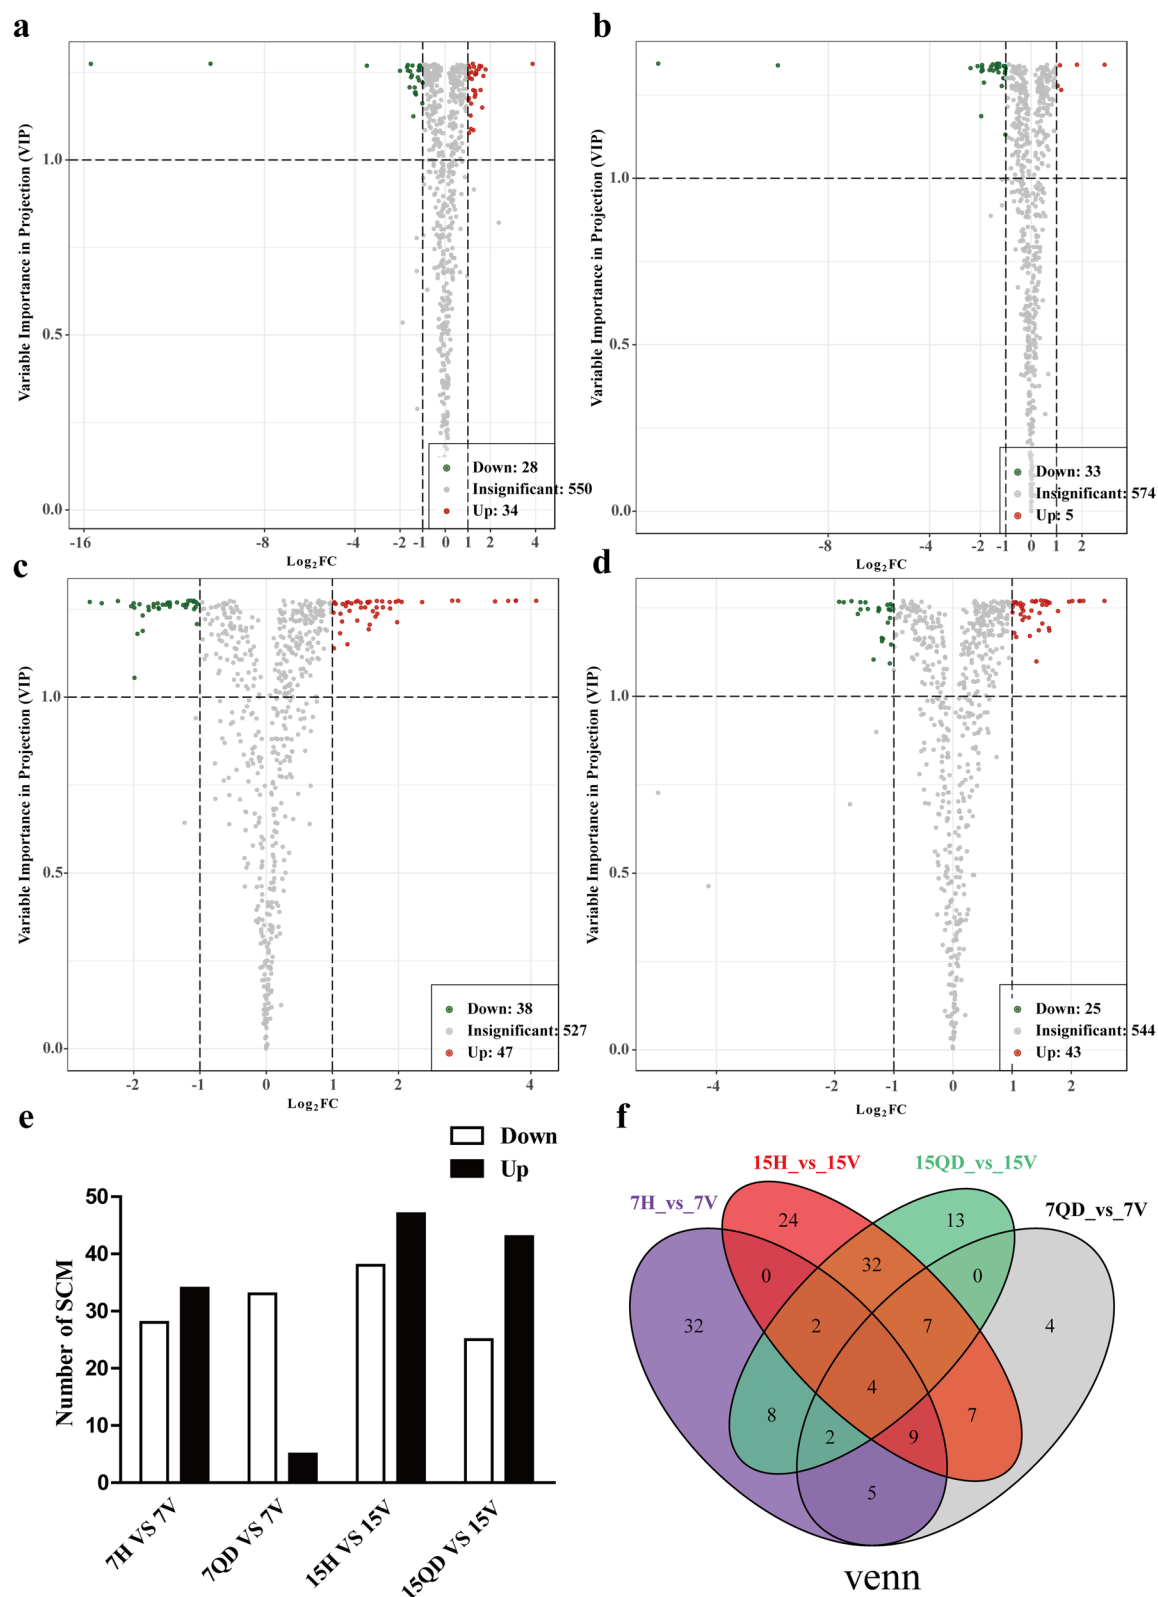 a
Variable Importance in Projection (VIP)
1.0
0.5
0.0
Down: 28
Insignificant: 550
Up: 34
-16
-8
-4
-2
-1
0
1
2
4
Log2FC
b
Variable Importance in Projection (VIP)
1.0
0.5
0.0
Down: 33
Insignificant: 574
Up: 5
-8
-4
-2
-1
0
1
2
Log2FC
c
Variable Importance in Projection (VIP)
1.0
0.5
0.0
Down: 38
Insignificant: 527
Up: 47
-2
-1
0
1
2
4
Log2FC
d
Variable Importance in Projection (VIP)
1.0
0.5
0.0
Down: 25
Insignificant: 544
Up: 43
-4
-2
-1
0
1
2
Log2FC
e
Down
Up
Number of SCM
50
40
30
20
10
0
7H VS 7V
7QD VS 7V
15H VS 15V
15QD VS 15V
f
15H_vs_15V
15QD_vs_15V
7H_vs_7V
7QD_vs_7V
24
13
32
0
0
32
2
7
4
4
8
7
2
9
5
venn